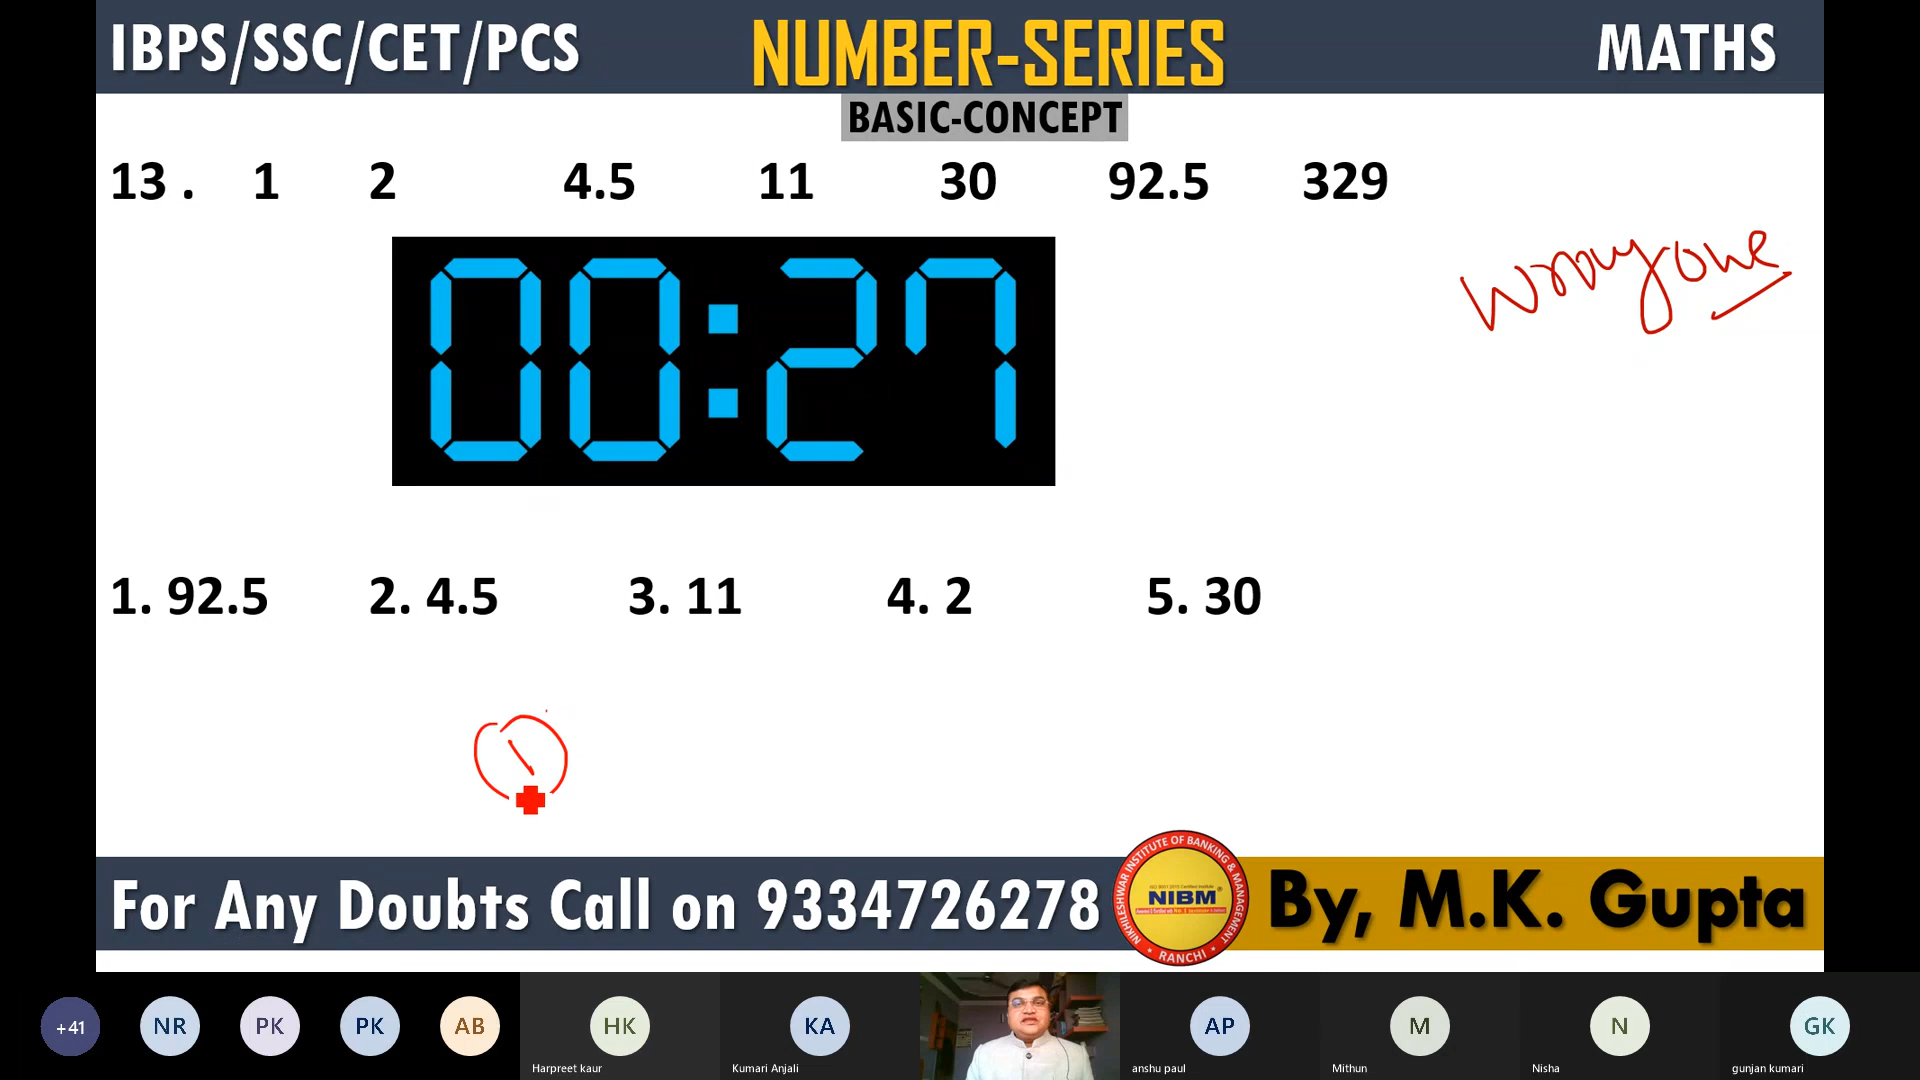 IBPS/SSC/CET/PCS NUMBER-SERIES MATHS
BASIC-CONCEPT
13 . 1 2 4.5 11 30 92.5 329
wrong one
00:27
1. 92.5 2. 4.5 3. 11 4. 2 5. 30
For Any Doubts Call on 9334726278
NIKHILESHWAR INSTITUTE OF BANKING & MANAGEMENT
NIBM
• RANCHI •
By, M.K. Gupta
+41 NR PK PK AB HK KA AP M N GK
Harpreet kaur Kumari Anjali anshu paul Mithun Nisha gunjan kumari